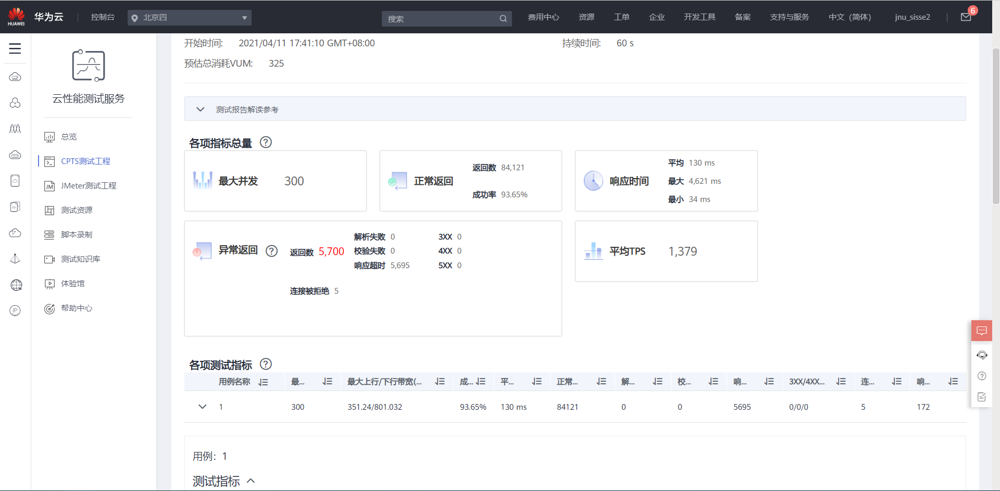 HUAWEI
华为云
控制台
北京四
搜索
费用中心
资源
工单
企业
开发工具
备案
支持与服务
中文（简体）
jnu_sisse2
6
云性能测试服务
总览
CPTS测试工程
JMeter测试工程
JM
测试资源
脚本录制
测试知识库
体验馆
帮助中心
W
IP
开始时间: 2021/04/11 17:41:10 GMT+08:00
持续时间: 60 s
预估总消耗VUM: 325
测试报告解读参考
各项指标总量 ?
最大并发 300
正常返回
返回数 84,121
成功率 93.65%
响应时间
平均 130 ms
最大 4,621 ms
最小 34 ms
异常返回 ?
返回数 5,700
解析失败 0
校验失败 0
响应超时 5,695
3XX 0
4XX 0
5XX 0
连接被拒绝 5
平均TPS 1,379
各项测试指标 ?
用例名称 最... 最大上行/下行带宽(... 成... 平... 正常... 解... 校... 响... 3XX/4XX... 连... 响...
1 300 351.24/801.032 93.65% 130 ms 84121 0 0 5695 0/0/0 5 172
用例：1
测试指标